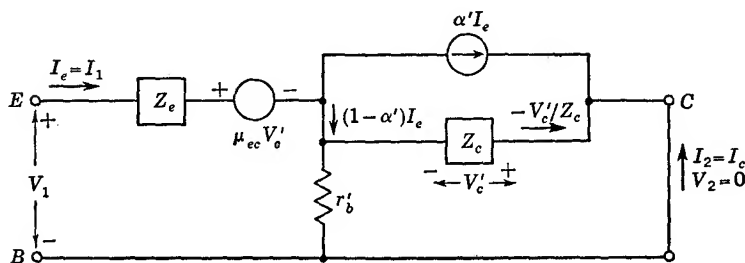 α′I_e
I_e=I_1
E
+
Z_e
+
-
μ_ec V_c′
(1-α′)I_e
-V_c′/Z_c
Z_c
-
V_c′
+
C
V_1
r_b′
I_2=I_c
V_2=0
B
-